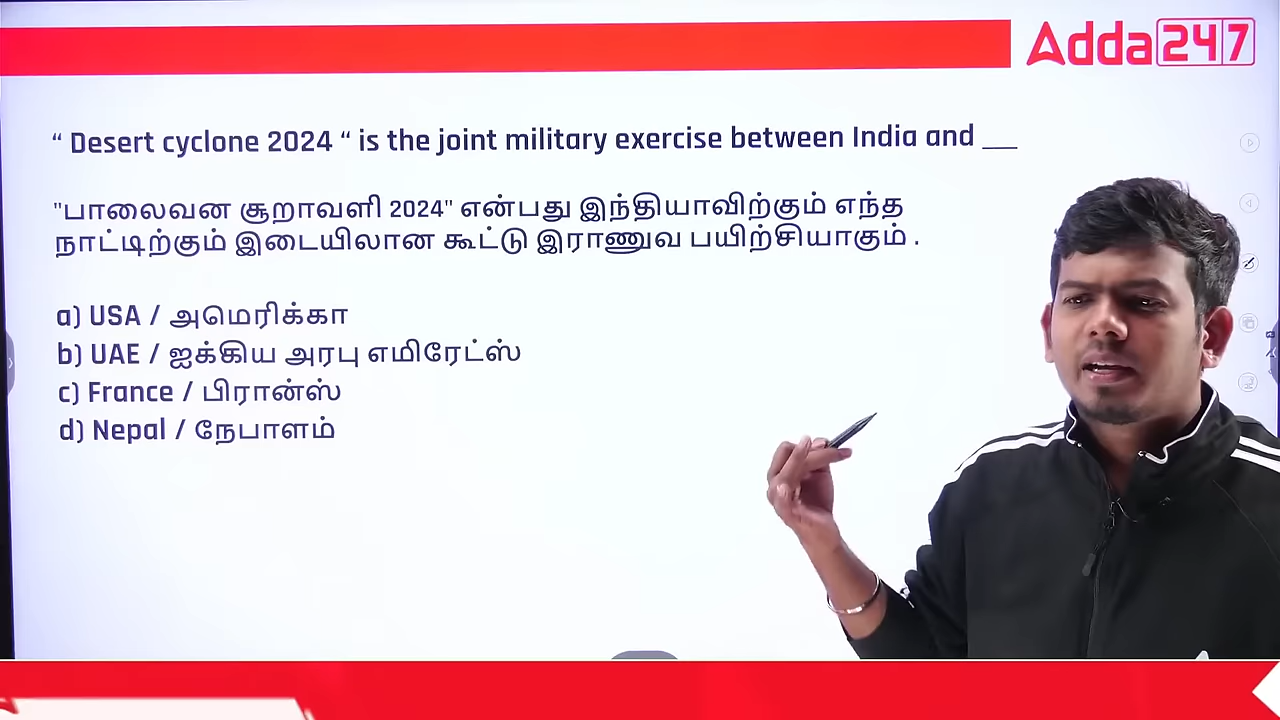 Adda247
“ Desert cyclone 2024 “ is the joint military exercise between India and ___
"பாலைவன சூறாவளி 2024" என்பது இந்தியாவிற்கும் எந்த
நாட்டிற்கும் இடையிலான கூட்டு இராணுவ பயிற்சியாகும் .
a) USA / அமெரிக்கா
b) UAE / ஐக்கிய அரபு எமிரேட்ஸ்
c) France / பிரான்ஸ்
d) Nepal / நேபாளம்